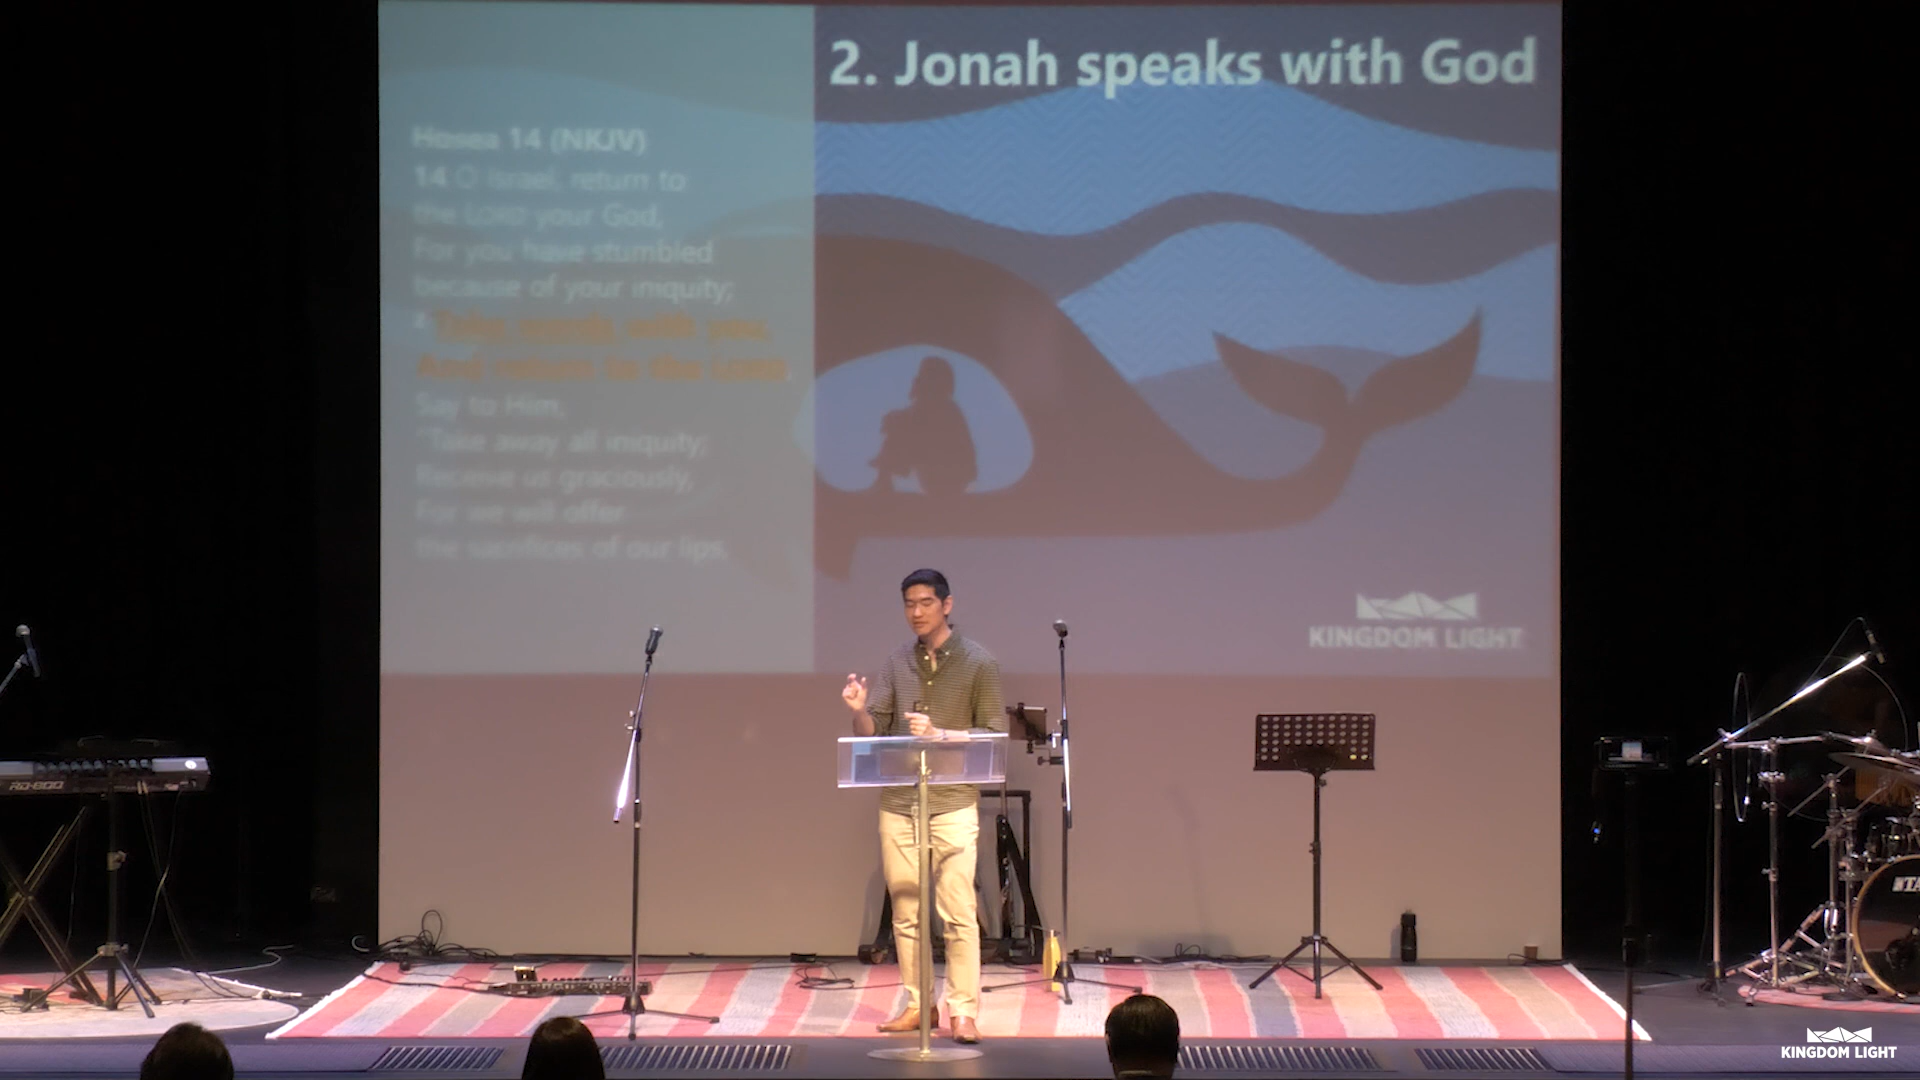 2. Jonah speaks with God
Hosea 14 (NKJV)
14 O Israel, return to
the LORD your God,
For you have stumbled
because of your iniquity;
2 Take words with you,
And return to the LORD.
Say to Him,
"Take away all iniquity;
Receive us graciously,
For we will offer
the sacrifices of our lips.
KINGDOM LIGHT
RD-800
TA
KINGDOM LIGHT